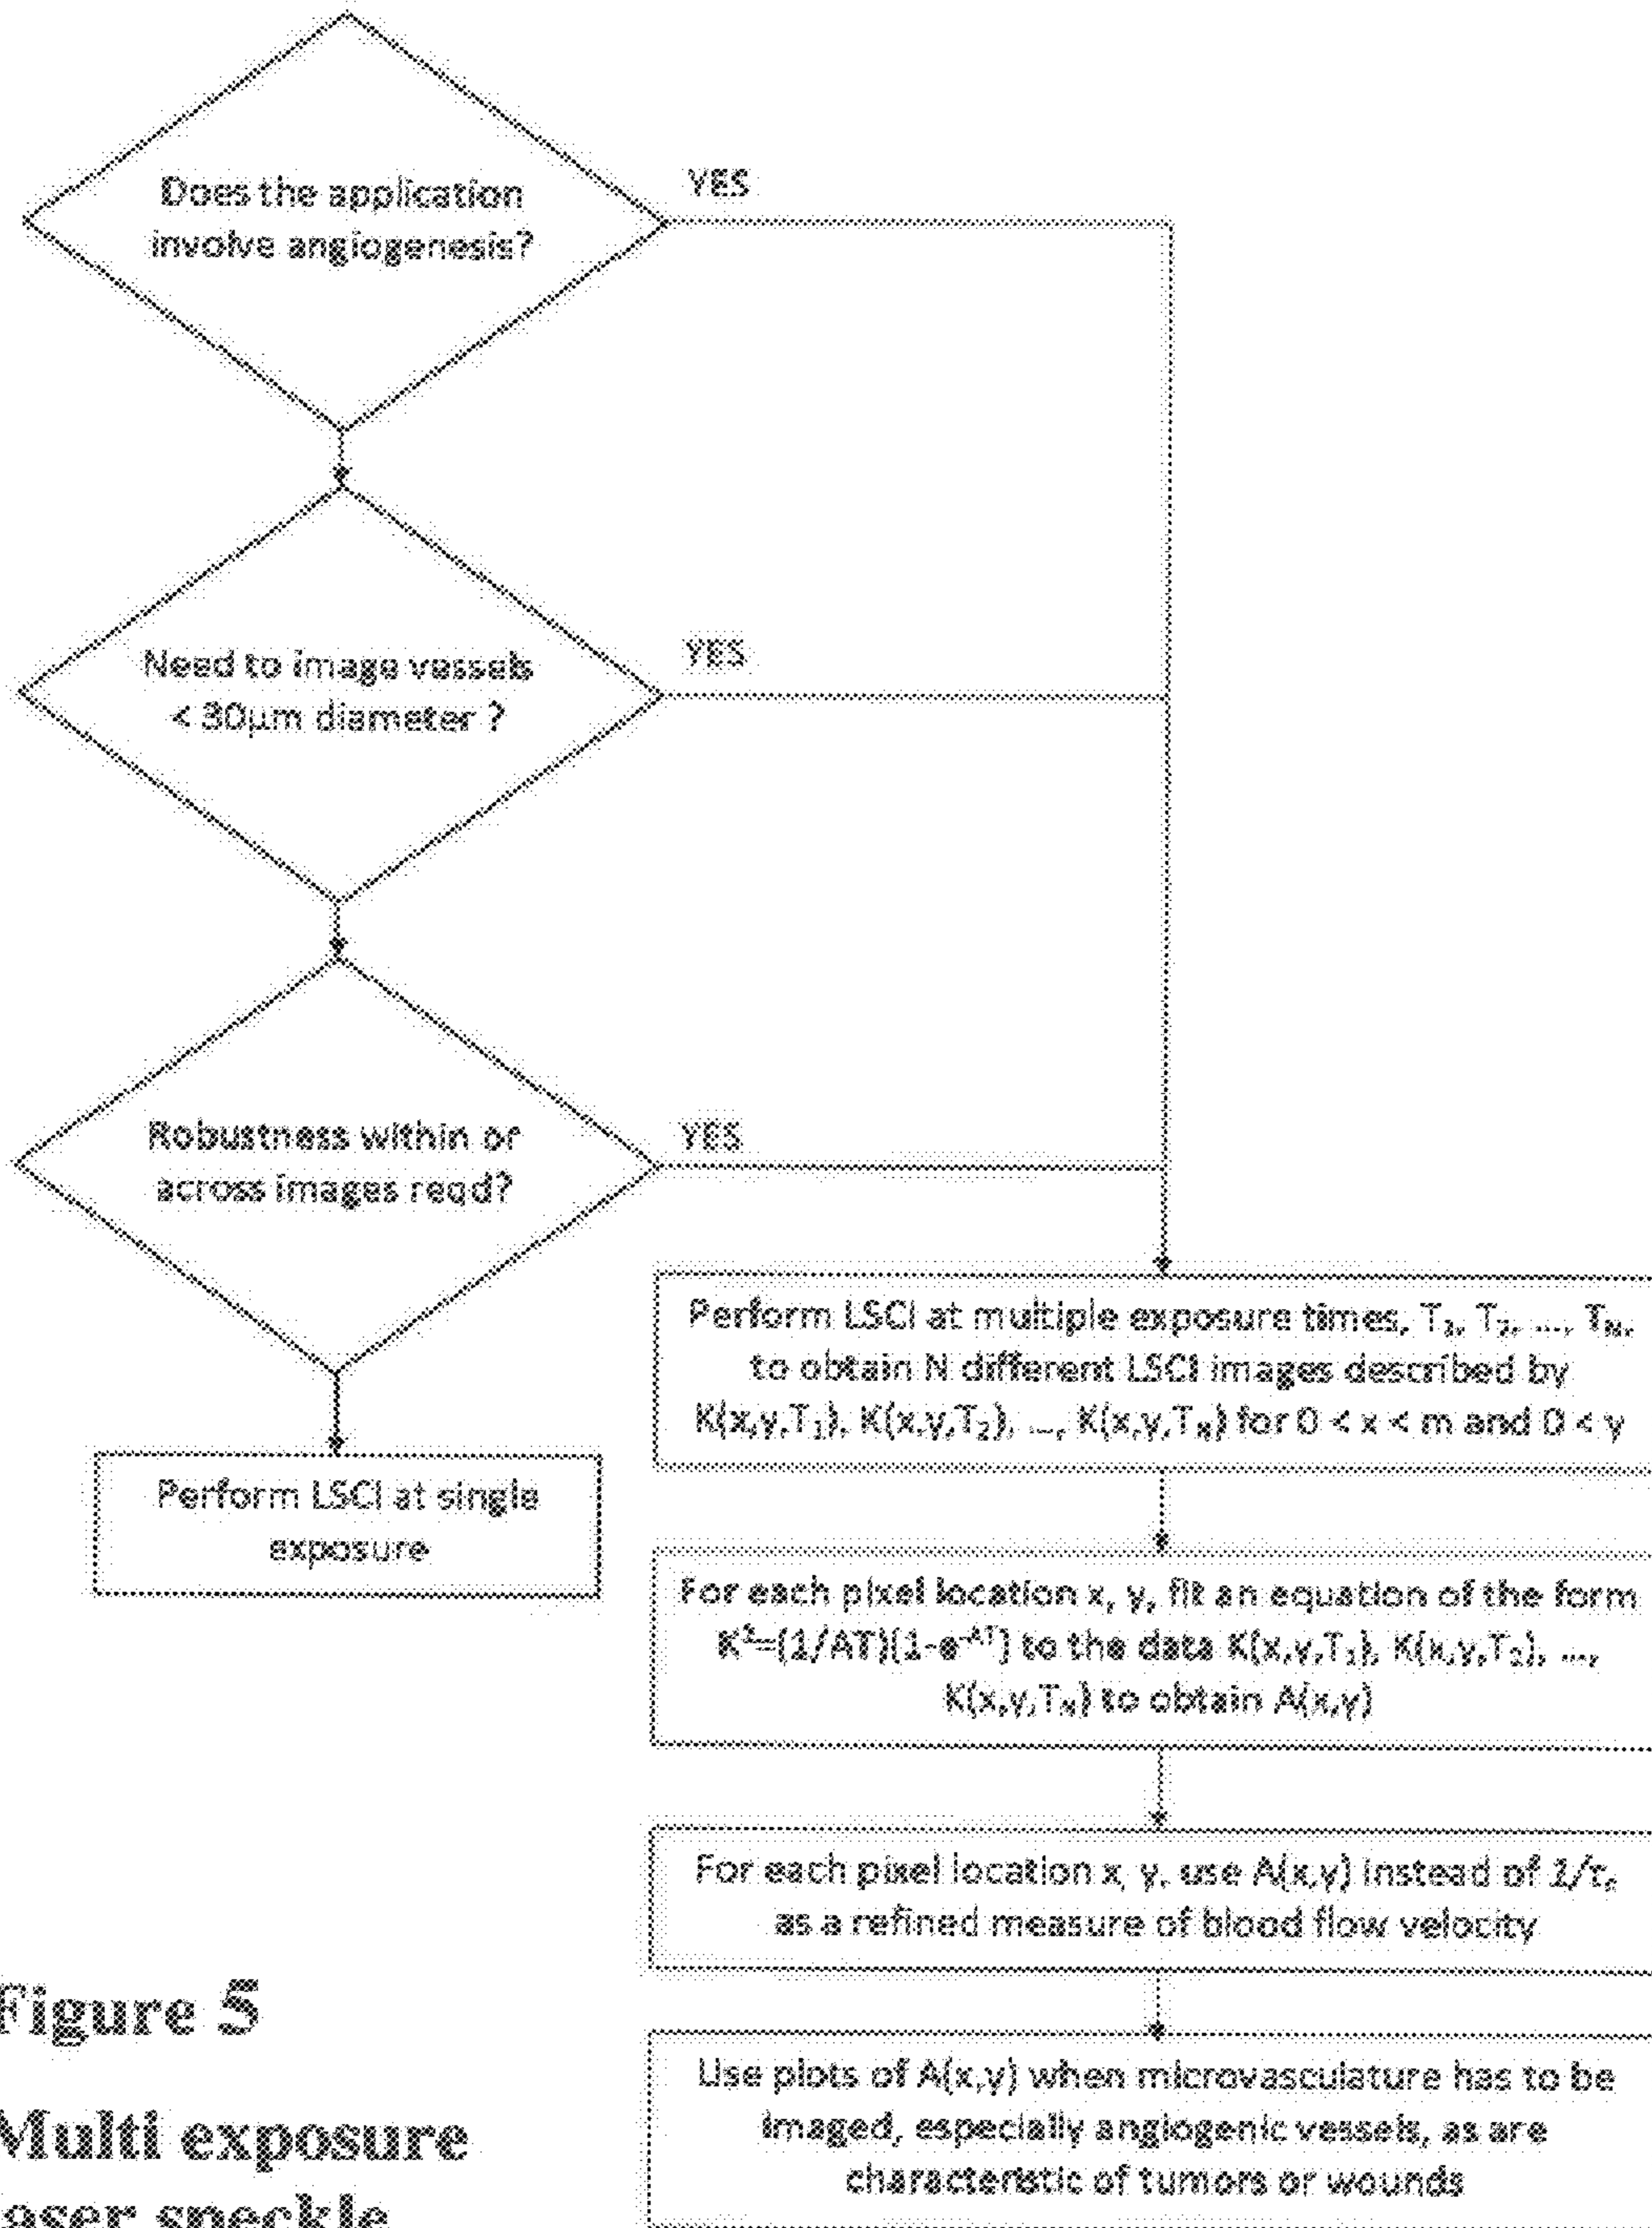 Does the application
involve angiogenesis?
YES
Need to image vessels
< 30µm diameter ?
YES
Robustness within or
across images reqd?
YES
Perform LSCI at single
exposure
Perform LSCI at multiple exposure times, T₁, T₂, ..., Tₙ,
to obtain N different LSCI images described by
K(x,y,T₁), K(x,y,T₂), ..., K(x,y,Tₙ) for 0 < x < m and 0 < y
For each pixel location x, y, fit an equation of the form
K²=(1/AT)(1-e⁻ᴬᵀ) to the data K(x,y,T₁), K(x,y,T₂), ...,
K(x,y,Tₙ) to obtain A(x,y)
For each pixel location x, y, use A(x,y) instead of 1/τ
as a refined measure of blood flow velocity
Use plots of A(x,y) when microvasculature has to be
imaged, especially angiogenic vessels, as are
characteristic of tumors or wounds
Figure 5
Multi exposure
laser speckle